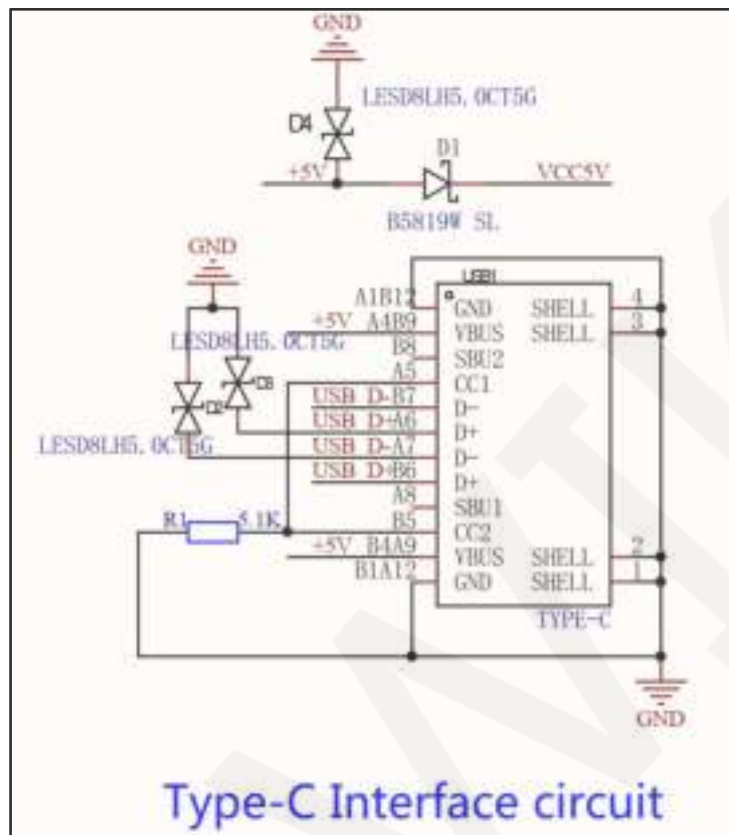 GND
LESD8LH5.0CT5G
D4
D1
+5V
VCC5V
B5819W SL
GND
USB1
A1B12 GND SHELL 4
+5V A4B9 VBUS SHELL 3
LESD8LH5.0CT5G
B8 SBU2
A5 CC1
D3
USB D- B7 D-
D2
USB D+ A6 D+
LESD8LH5.0CT5G
USB D- A7 D-
USB D+ B6 D+
A8 SBU1
R1 5.1K
B5 CC2
+5V B4A9 VBUS SHELL 2
B1A12 GND SHELL 1
TYPE-C
GND
Type-C Interface circuit